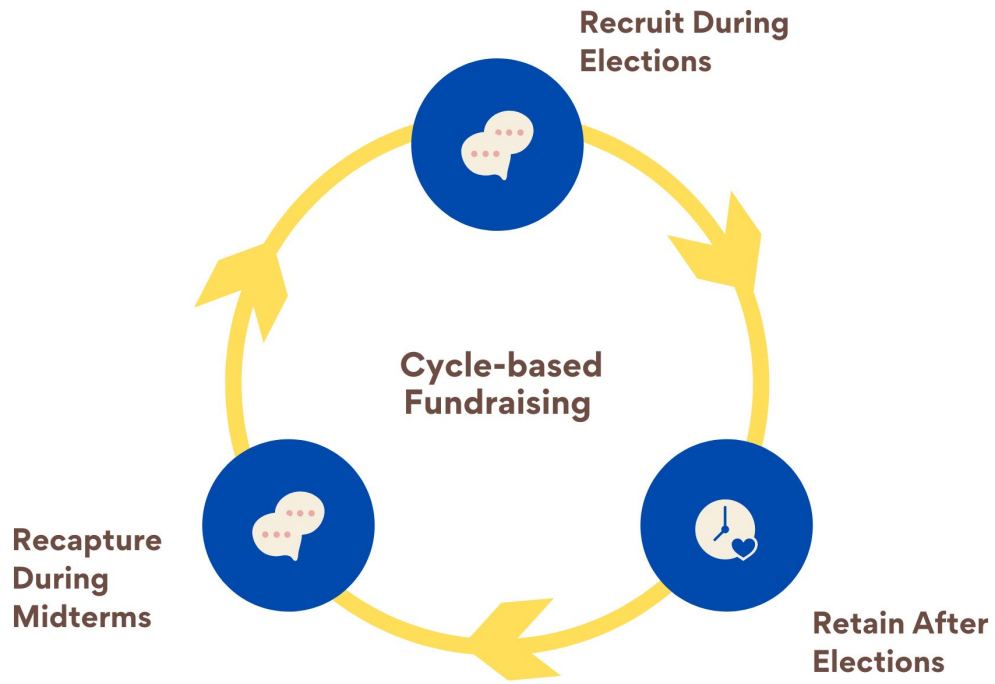 Recruit During
Elections
Cycle-based
Fundraising
Recapture
During
Midterms
Retain After
Elections